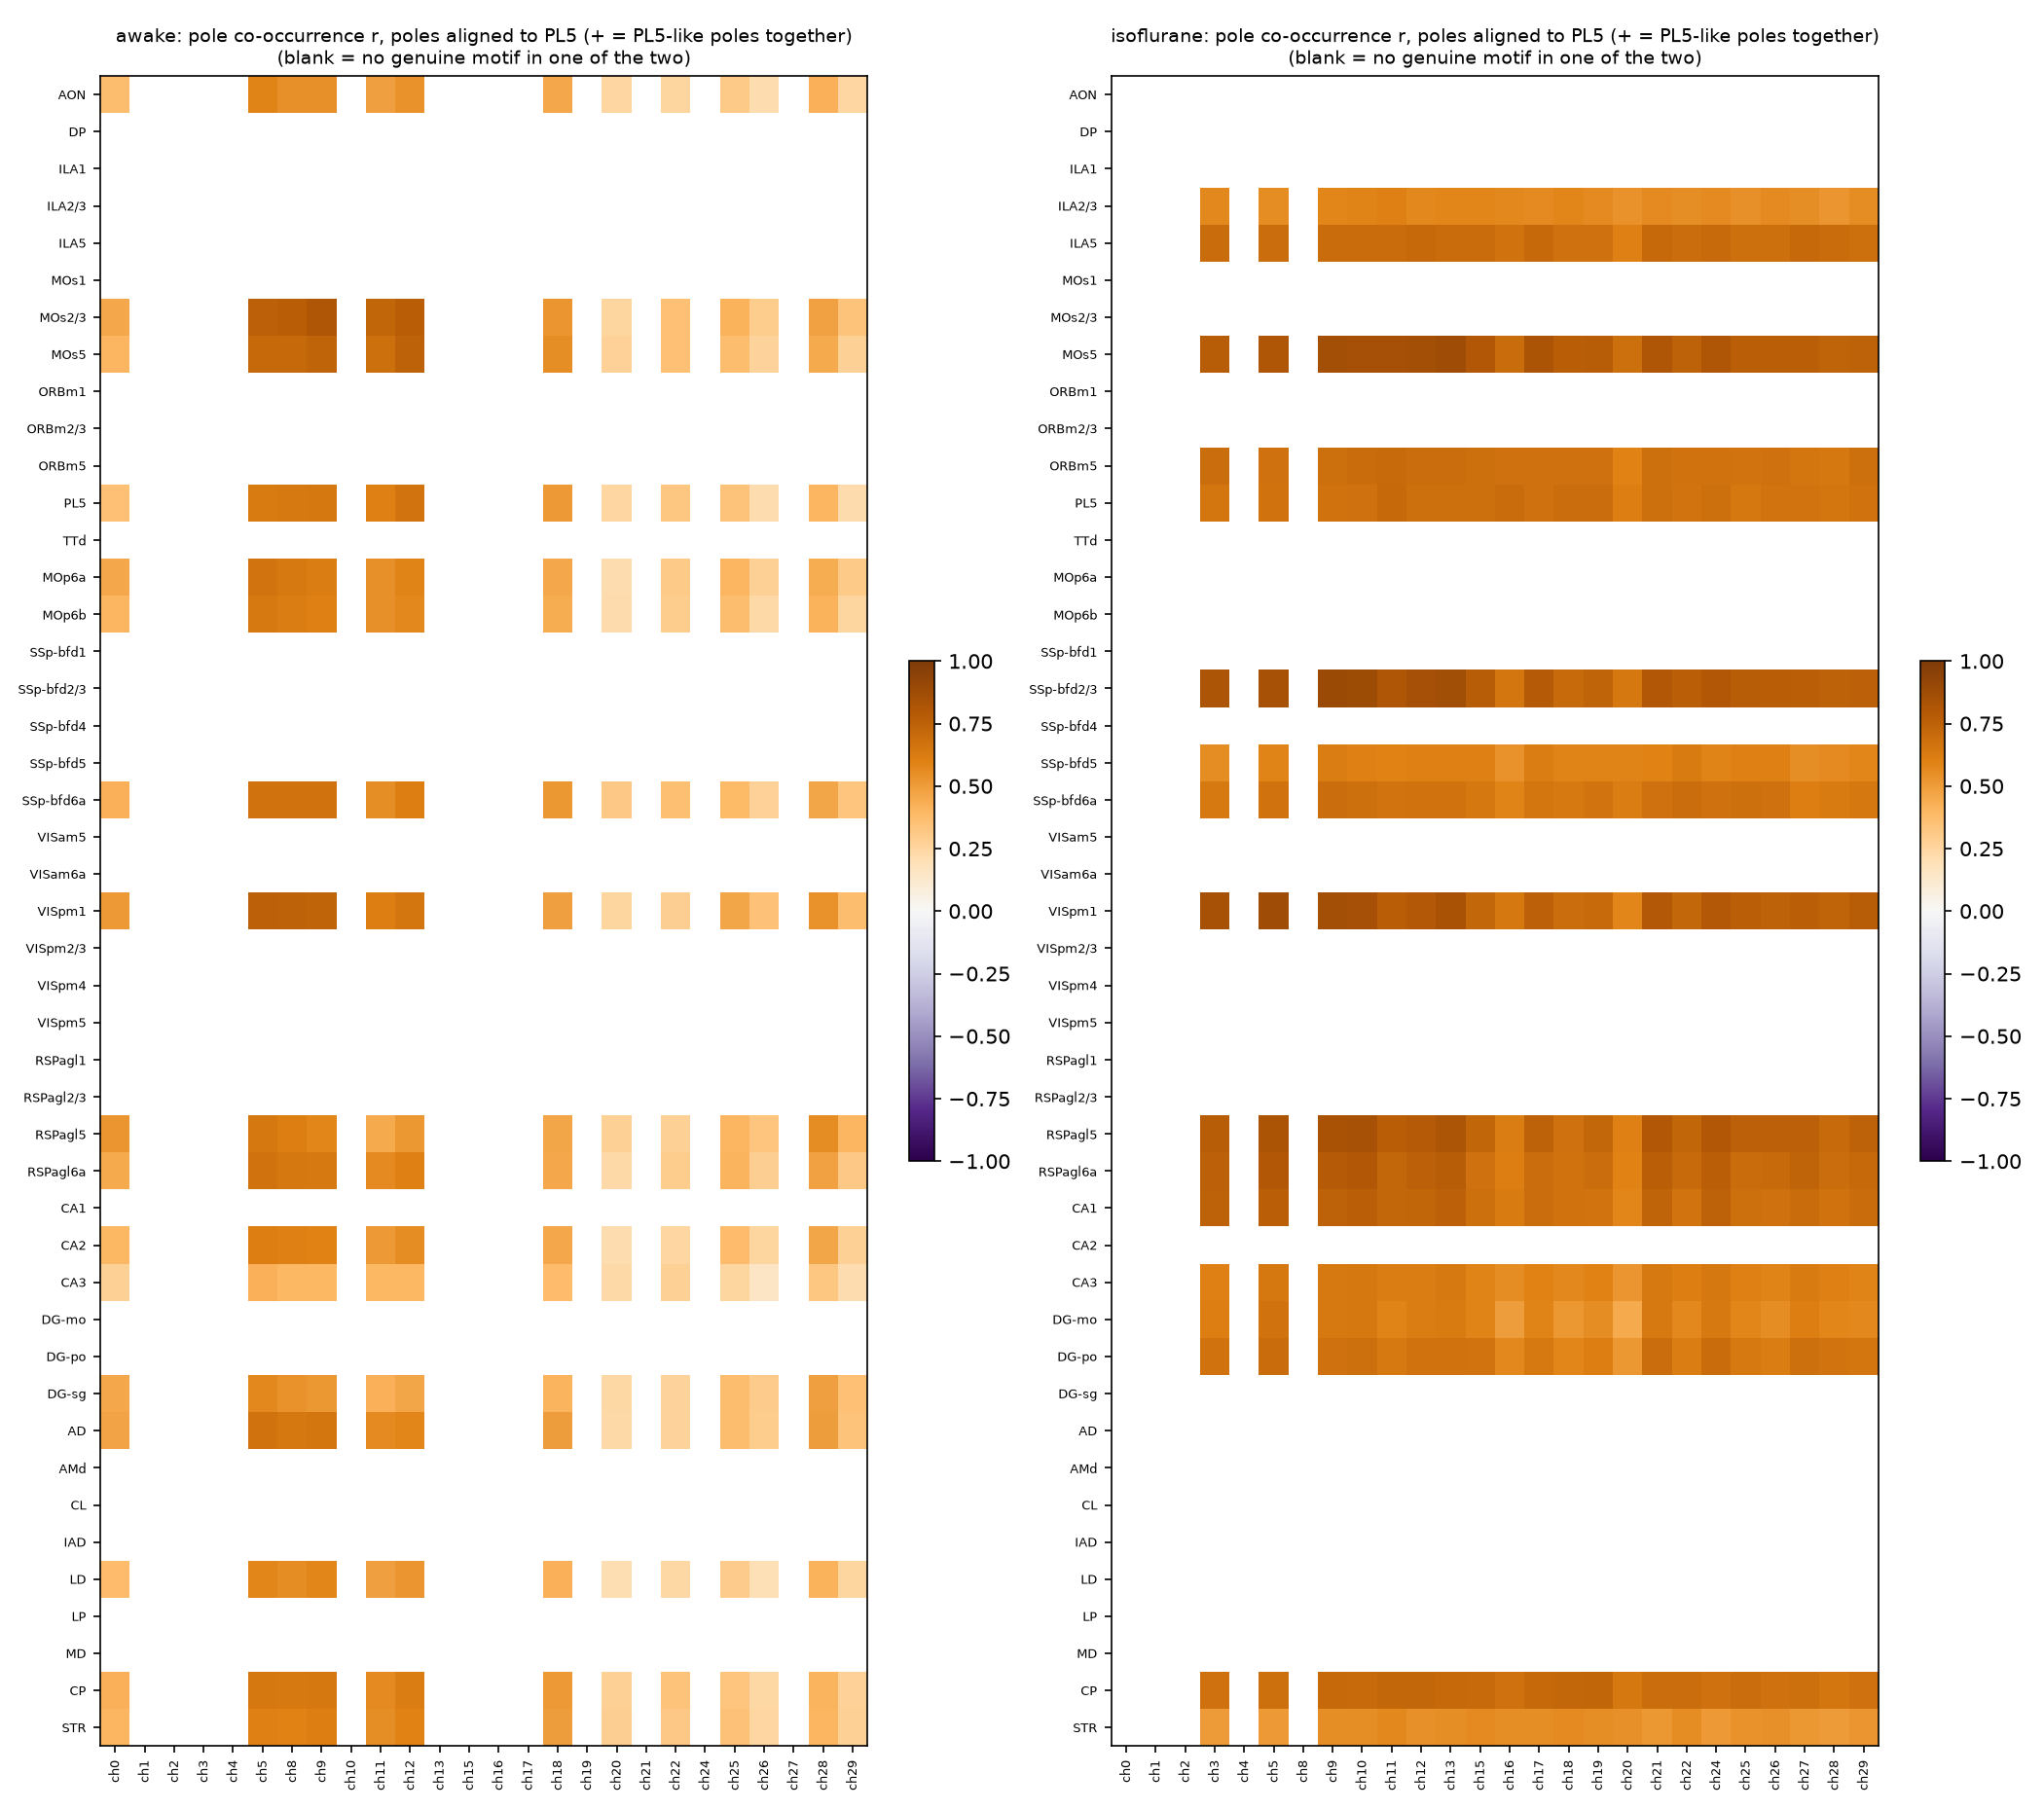 awake: pole co-occurrence r, poles aligned to PL5 (+ = PL5-like poles together)
(blank = no genuine motif in one of the two)
AON
DP
ILA1
ILA2/3
ILA5
MOs1
MOs2/3
MOs5
ORBm1
ORBm2/3
ORBm5
PL5
TTd
MOp6a
MOp6b
SSp-bfd1
SSp-bfd2/3
SSp-bfd4
SSp-bfd5
SSp-bfd6a
VISam5
VISam6a
VISpm1
VISpm2/3
VISpm4
VISpm5
RSPagl1
RSPagl2/3
RSPagl5
RSPagl6a
CA1
CA2
CA3
DG-mo
DG-po
DG-sg
AD
AMd
CL
IAD
LD
LP
MD
CP
STR
ch0 ch1 ch2 ch3 ch4 ch5 ch8 ch9 ch10 ch11 ch12 ch13 ch15 ch16 ch17 ch18 ch19 ch20 ch21 ch22 ch24 ch25 ch26 ch27 ch28 ch29
1.00
0.75
0.50
0.25
0.00
−0.25
−0.50
−0.75
−1.00
isoflurane: pole co-occurrence r, poles aligned to PL5 (+ = PL5-like poles together)
(blank = no genuine motif in one of the two)
AON
DP
ILA1
ILA2/3
ILA5
MOs1
MOs2/3
MOs5
ORBm1
ORBm2/3
ORBm5
PL5
TTd
MOp6a
MOp6b
SSp-bfd1
SSp-bfd2/3
SSp-bfd4
SSp-bfd5
SSp-bfd6a
VISam5
VISam6a
VISpm1
VISpm2/3
VISpm4
VISpm5
RSPagl1
RSPagl2/3
RSPagl5
RSPagl6a
CA1
CA2
CA3
DG-mo
DG-po
DG-sg
AD
AMd
CL
IAD
LD
LP
MD
CP
STR
ch0 ch1 ch2 ch3 ch4 ch5 ch8 ch9 ch10 ch11 ch12 ch13 ch15 ch16 ch17 ch18 ch19 ch20 ch21 ch22 ch24 ch25 ch26 ch27 ch28 ch29
1.00
0.75
0.50
0.25
0.00
−0.25
−0.50
−0.75
−1.00